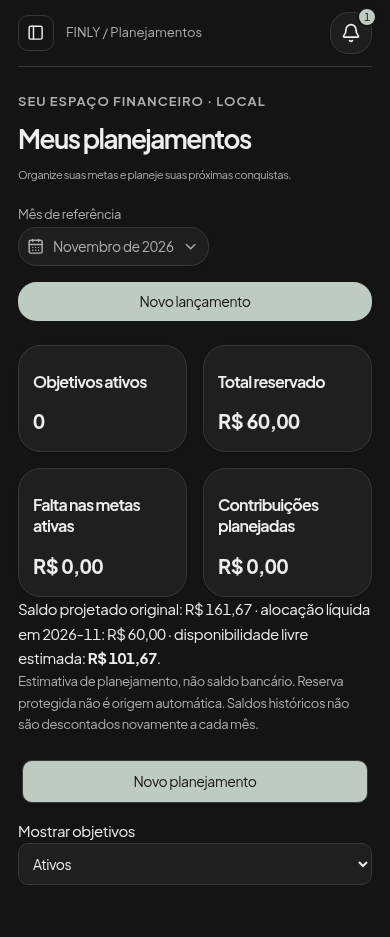 FINLY / Planejamentos
1
SEU ESPAÇO FINANCEIRO · LOCAL
Meus planejamentos
Organize suas metas e planeje suas próximas conquistas.
Mês de referência
Novembro de 2026
Novo lançamento
Objetivos ativos
0
Total reservado
R$ 60,00
Falta nas metas
ativas
R$ 0,00
Contribuições
planejadas
R$ 0,00
Saldo projetado original: R$ 161,67 · alocação líquida
em 2026-11: R$ 60,00 · disponibilidade livre
estimada: R$ 101,67.
Estimativa de planejamento, não saldo bancário. Reserva
protegida não é origem automática. Saldos históricos não
são descontados novamente a cada mês.
Novo planejamento
Mostrar objetivos
Ativos